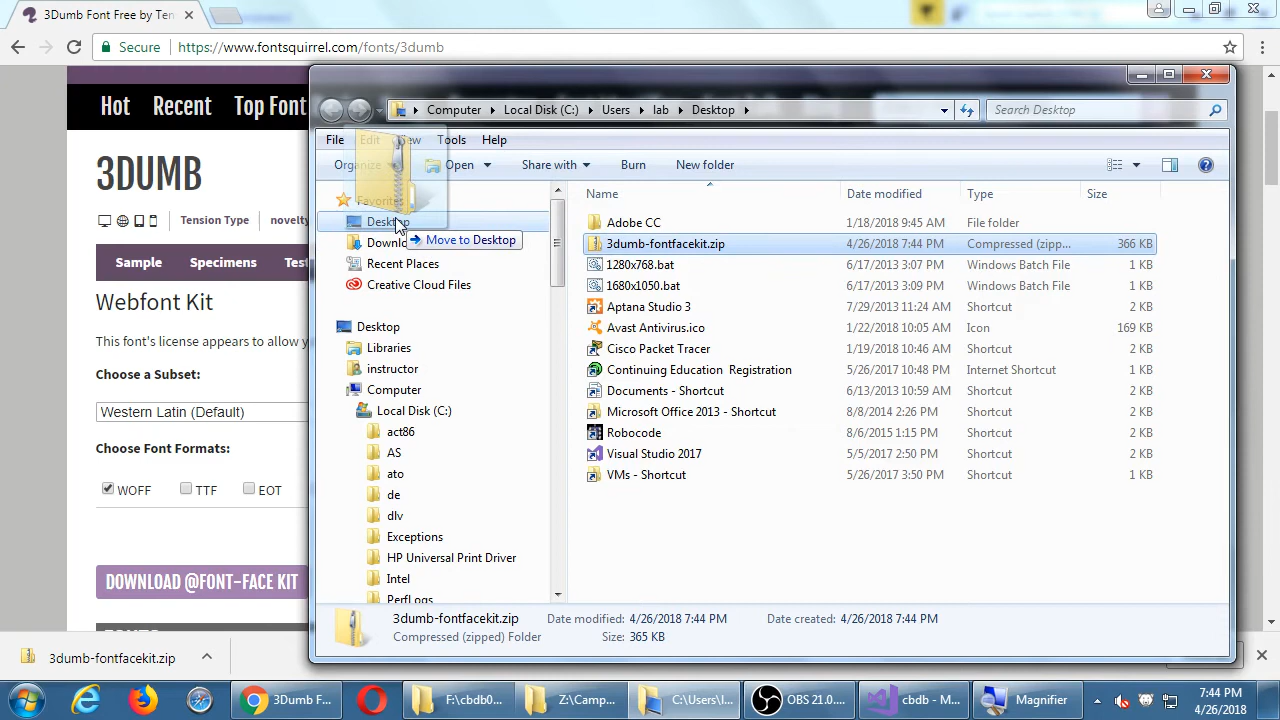 3Dumb Font Free by Ten
Secure
https://www.fontsquirrel.com/fonts/3dumb
Hot
Recent
Top Font
3DUMB
Tension Type
novelty
Sample
Specimens
Test
Webfont Kit
This font's license appears to allow y
Choose a Subset:
Western Latin (Default)
Choose Font Formats:
WOFF
TTF
EOT
DOWNLOAD @FONT-FACE KIT
Computer
Local Disk (C:)
Users
lab
Desktop
Search Desktop
File
Edit
View
Tools
Help
Organize
Open
Share with
Burn
New folder
Favorites
Desktop
Move to Desktop
Downlo
Recent Places
Creative Cloud Files
Desktop
Libraries
instructor
Computer
Local Disk (C:)
act86
AS
ato
de
dlv
Exceptions
HP Universal Print Driver
Intel
PerfLogs
Name
Date modified
Type
Size
Adobe CC 1/18/2018 9:45 AM File folder
3dumb-fontfacekit.zip 4/26/2018 7:44 PM Compressed (zipp... 366 KB
1280x768.bat 6/17/2013 3:07 PM Windows Batch File 1 KB
1680x1050.bat 6/17/2013 3:09 PM Windows Batch File 1 KB
Aptana Studio 3 7/29/2013 11:24 AM Shortcut 2 KB
Avast Antivirus.ico 1/22/2018 10:05 AM Icon 169 KB
Cisco Packet Tracer 1/19/2018 10:46 AM Shortcut 2 KB
Continuing Education Registration 5/26/2017 10:48 PM Internet Shortcut 1 KB
Documents - Shortcut 6/13/2013 10:59 AM Shortcut 2 KB
Microsoft Office 2013 - Shortcut 8/8/2014 2:26 PM Shortcut 2 KB
Robocode 8/6/2015 1:15 PM Shortcut 2 KB
Visual Studio 2017 5/5/2017 2:50 PM Shortcut 2 KB
VMs - Shortcut 5/26/2017 3:50 PM Shortcut 1 KB
3dumb-fontfacekit.zip Date modified: 4/26/2018 7:44 PM Date created: 4/26/2018 7:44 PM
Compressed (zipped) Folder Size: 365 KB
3dumb-fontfacekit.zip
3Dumb F...
F:\cbdb0...
Z:\Camp...
C:\Users\l...
OBS 21.0....
cbdb - M...
Magnifier
7:44 PM
4/26/2018